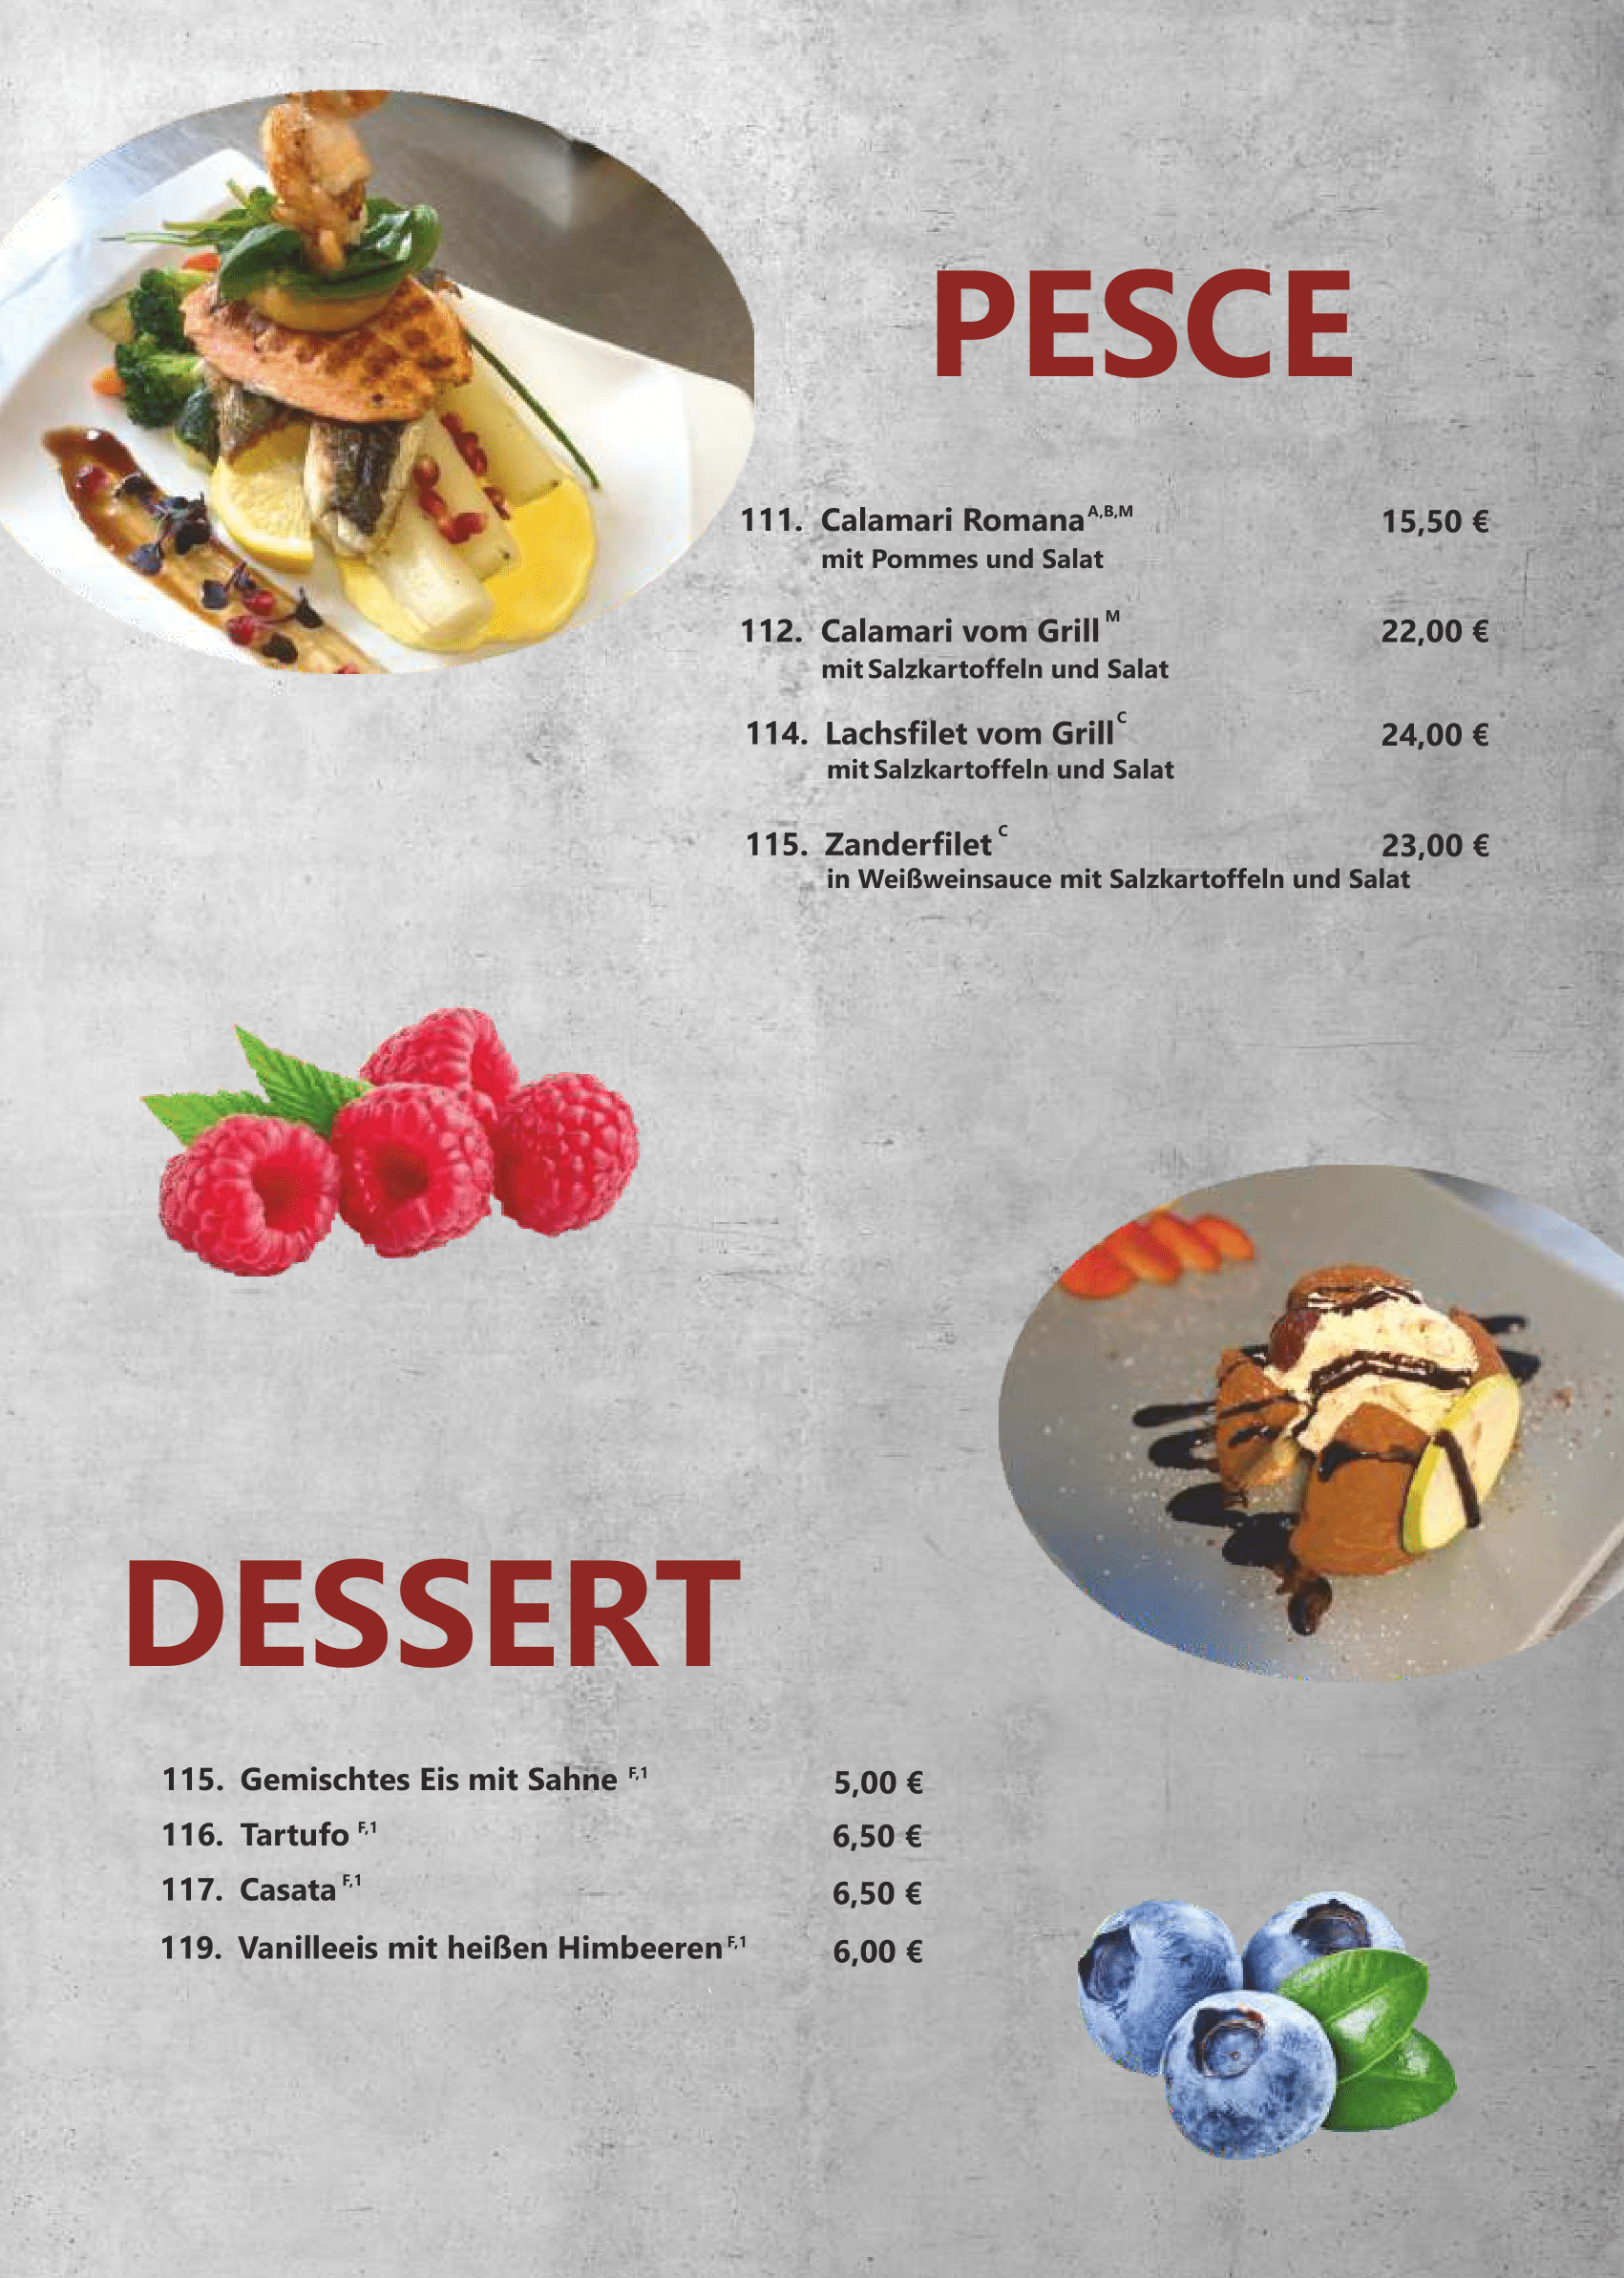 PESCE
111. Calamari Romana A,B,M 15,50 €
mit Pommes und Salat
112. Calamari vom Grill M 22,00 €
mit Salzkartoffeln und Salat
114. Lachsfilet vom Grill C 24,00 €
mit Salzkartoffeln und Salat
115. Zanderfilet C 23,00 €
in Weißweinsauce mit Salzkartoffeln und Salat
DESSERT
115. Gemischtes Eis mit Sahne F,1 5,00 €
116. Tartufo F,1 6,50 €
117. Casata F,1 6,50 €
119. Vanilleeis mit heißen Himbeeren F,1 6,00 €